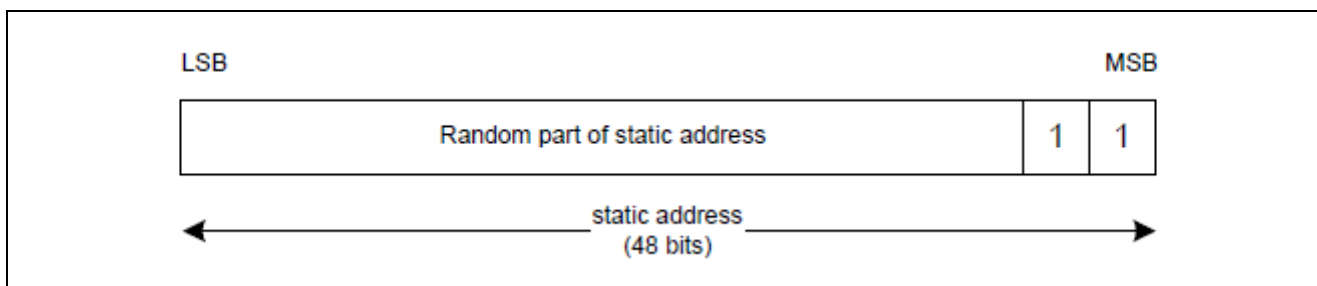 LSB MSB
Random part of static address 1 1
static address
(48 bits)